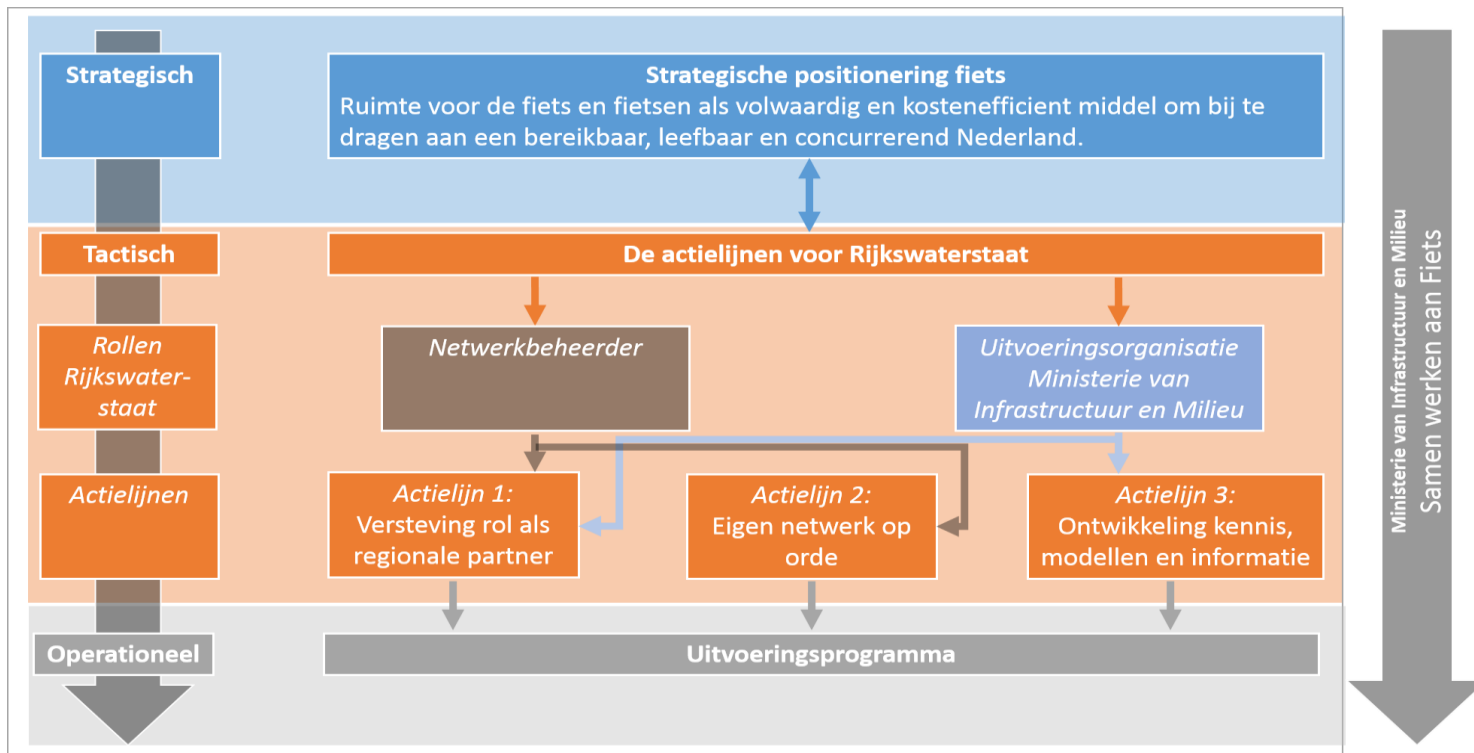 Strategisch
Strategische positionering fiets
Ruimte voor de fiets en fietsen als volwaardig en kostenefficient middel om bij te
dragen aan een bereikbaar, leefbaar en concurrerend Nederland.
Tactisch
De actielijnen voor Rijkswaterstaat
Rollen
Rijkswater-
staat
Netwerkbeheerder
Uitvoeringsorganisatie
Ministerie van
Infrastructuur en Milieu
Actielijnen
Actielijn 1:
Versteving rol als
regionale partner
Actielijn 2:
Eigen netwerk op
orde
Actielijn 3:
Ontwikkeling kennis,
modellen en informatie
Operationeel
Uitvoeringsprogramma
Ministerie van Infrastructuur en Milieu
Samen werken aan Fiets